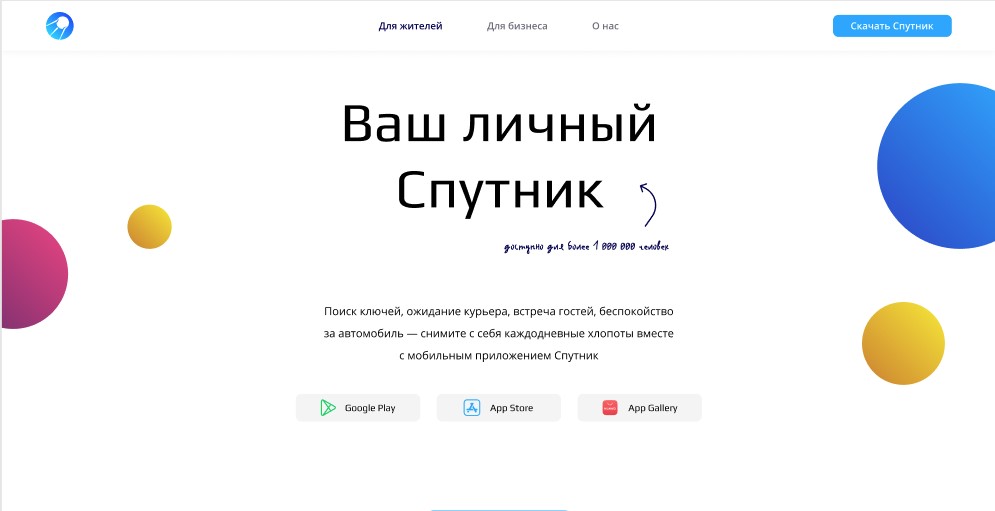 Для жителей
Для бизнеса
О нас
Скачать Спутник
Ваш личный
Спутник
доступно для более 1 000 000 человек
Поиск ключей, ожидание курьера, встреча гостей, беспокойство
за автомобиль — снимите с себя каждодневные хлопоты вместе
с мобильным приложением Спутник
Google Play
App Store
App Gallery